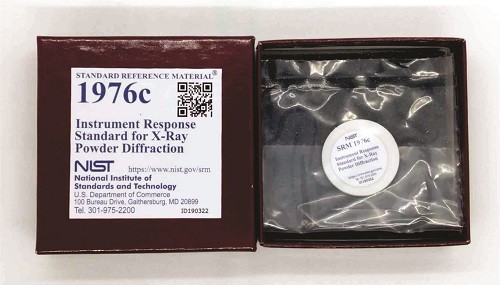 STANDARD REFERENCE MATERIAL®
1976c
Instrument Response
Standard for X-Ray
Powder Diffraction
NIST https://www.nist.gov/srm
National Institute of
Standards and Technology
U.S. Department of Commerce
100 Bureau Drive, Gaithersburg, MD 20899
Tel. 301-975-2200 ID190322
NIST
SRM 1976c
Instrument Response
Standard for X-Ray
Powder Diffraction
ID190322